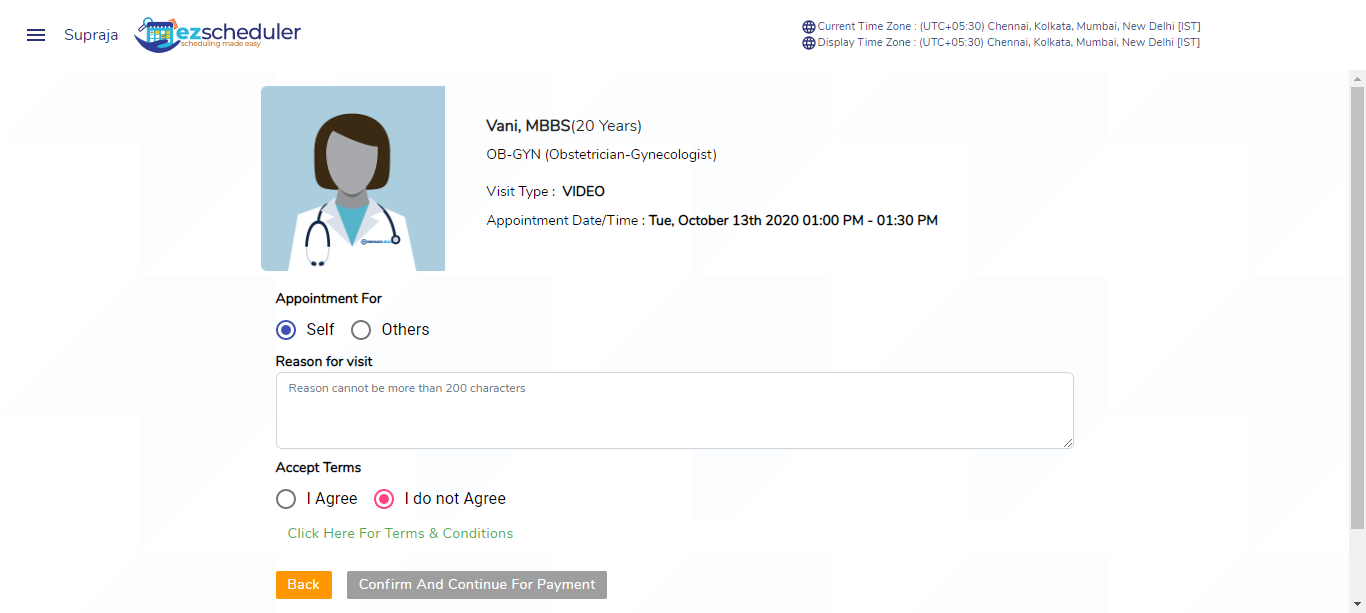 Supraja
ezscheduler
scheduling made easy
Current Time Zone : (UTC+05:30) Chennai, Kolkata, Mumbai, New Delhi [IST]
Display Time Zone : (UTC+05:30) Chennai, Kolkata, Mumbai, New Delhi [IST]
Vani, MBBS(20 Years)
OB-GYN (Obstetrician-Gynecologist)
Visit Type : VIDEO
Appointment Date/Time : Tue, October 13th 2020 01:00 PM - 01:30 PM
Appointment For
Self Others
Reason for visit
Reason cannot be more than 200 characters
Accept Terms
I Agree I do not Agree
Click Here For Terms & Conditions
Back Confirm And Continue For Payment